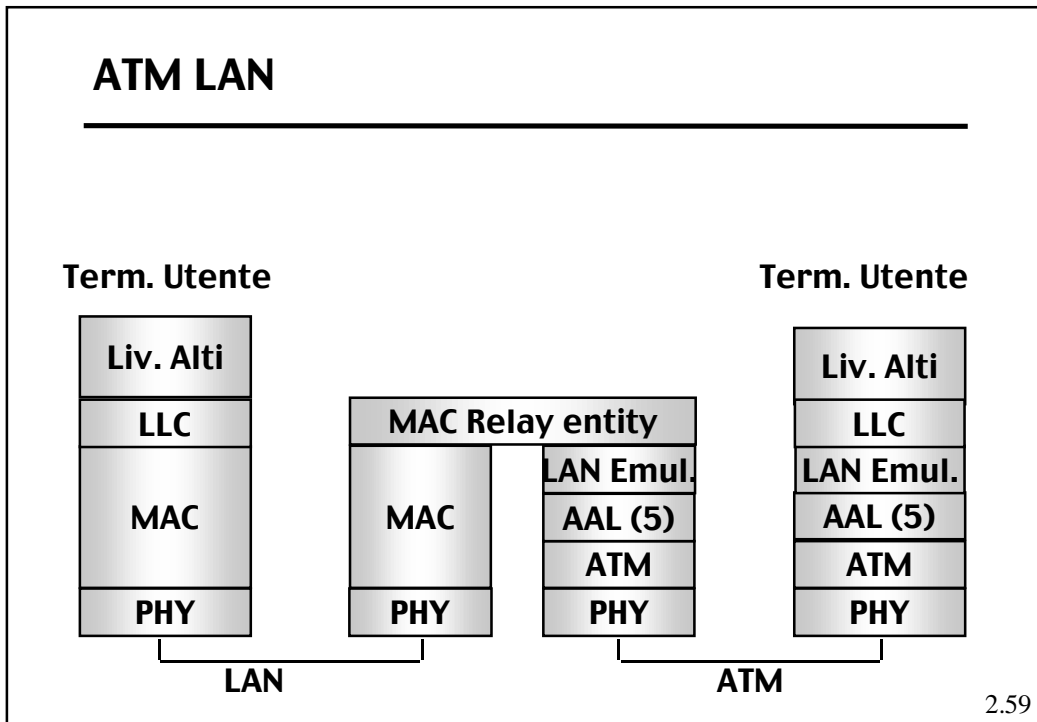 ATM LAN
Term. Utente
Liv. Alti
LLC
MAC
PHY
MAC Relay entity
MAC
PHY
LAN Emul.
AAL (5)
ATM
PHY
Term. Utente
Liv. Alti
LLC
LAN Emul.
AAL (5)
ATM
PHY
LAN
ATM
2.59